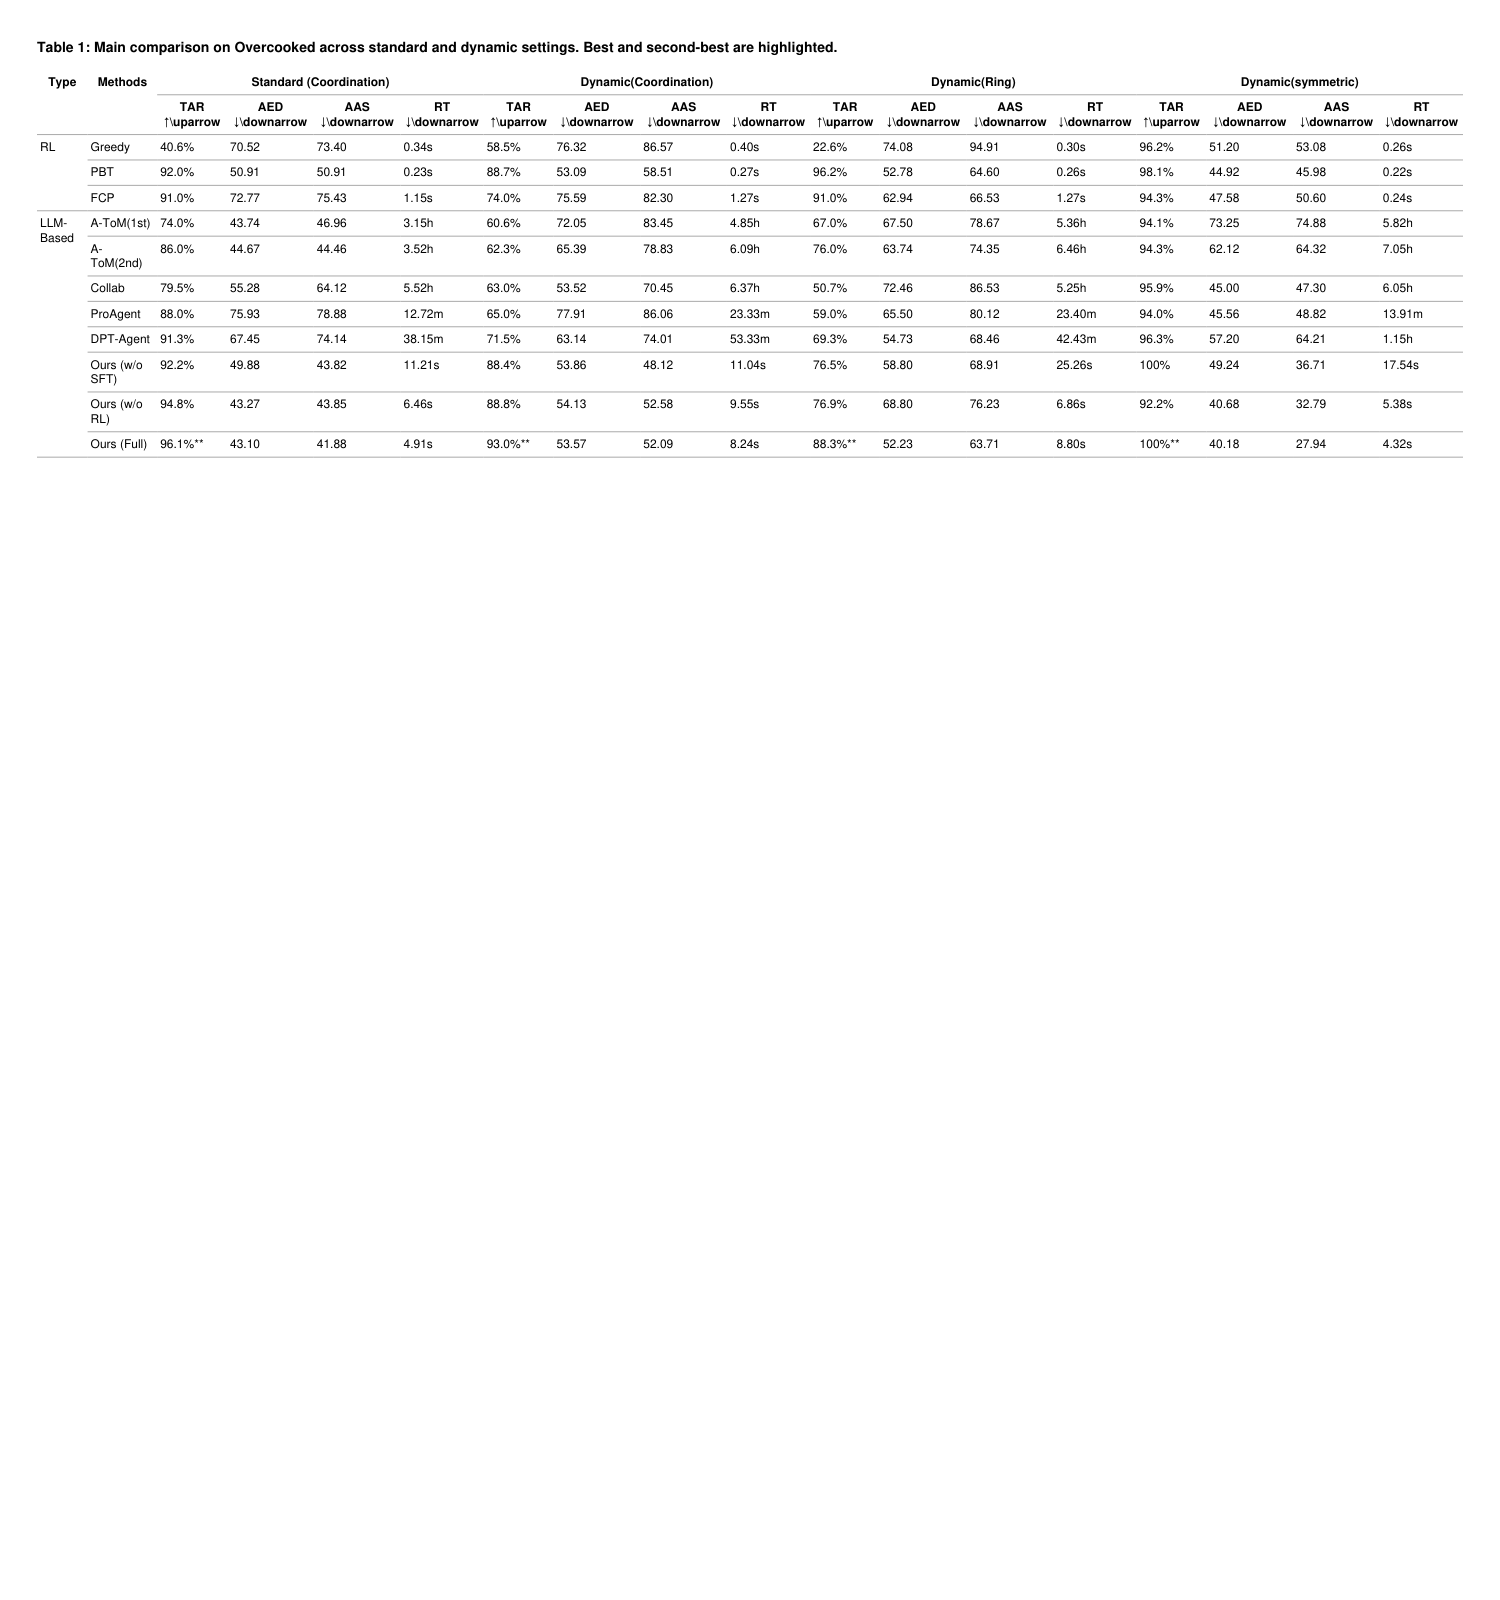 Table 1: Main comparison on Overcooked across standard and dynamic settings. Best and second-best are highlighted.
Type Methods Standard (Coordination) Dynamic(Coordination) Dynamic(Ring) Dynamic(symmetric)
TAR AED AAS RT TAR AED AAS RT TAR AED AAS RT TAR AED AAS RT
↑\uparrow ↓\downarrow ↓\downarrow ↓\downarrow ↑\uparrow ↓\downarrow ↓\downarrow ↓\downarrow ↑\uparrow ↓\downarrow ↓\downarrow ↓\downarrow ↑\uparrow ↓\downarrow ↓\downarrow ↓\downarrow
RL Greedy 40.6% 70.52 73.40 0.34s 58.5% 76.32 86.57 0.40s 22.6% 74.08 94.91 0.30s 96.2% 51.20 53.08 0.26s
PBT 92.0% 50.91 50.91 0.23s 88.7% 53.09 58.51 0.27s 96.2% 52.78 64.60 0.26s 98.1% 44.92 45.98 0.22s
FCP 91.0% 72.77 75.43 1.15s 74.0% 75.59 82.30 1.27s 91.0% 62.94 66.53 1.27s 94.3% 47.58 50.60 0.24s
LLM- A-ToM(1st) 74.0% 43.74 46.96 3.15h 60.6% 72.05 83.45 4.85h 67.0% 67.50 78.67 5.36h 94.1% 73.25 74.88 5.82h
Based
A- 86.0% 44.67 44.46 3.52h 62.3% 65.39 78.83 6.09h 76.0% 63.74 74.35 6.46h 94.3% 62.12 64.32 7.05h
ToM(2nd)
Collab 79.5% 55.28 64.12 5.52h 63.0% 53.52 70.45 6.37h 50.7% 72.46 86.53 5.25h 95.9% 45.00 47.30 6.05h
ProAgent 88.0% 75.93 78.88 12.72m 65.0% 77.91 86.06 23.33m 59.0% 65.50 80.12 23.40m 94.0% 45.56 48.82 13.91m
DPT-Agent 91.3% 67.45 74.14 38.15m 71.5% 63.14 74.01 53.33m 69.3% 54.73 68.46 42.43m 96.3% 57.20 64.21 1.15h
Ours (w/o 92.2% 49.88 43.82 11.21s 88.4% 53.86 48.12 11.04s 76.5% 58.80 68.91 25.26s 100% 49.24 36.71 17.54s
SFT)
Ours (w/o 94.8% 43.27 43.85 6.46s 88.8% 54.13 52.58 9.55s 76.9% 68.80 76.23 6.86s 92.2% 40.68 32.79 5.38s
RL)
Ours (Full) 96.1%** 43.10 41.88 4.91s 93.0%** 53.57 52.09 8.24s 88.3%** 52.23 63.71 8.80s 100%** 40.18 27.94 4.32s